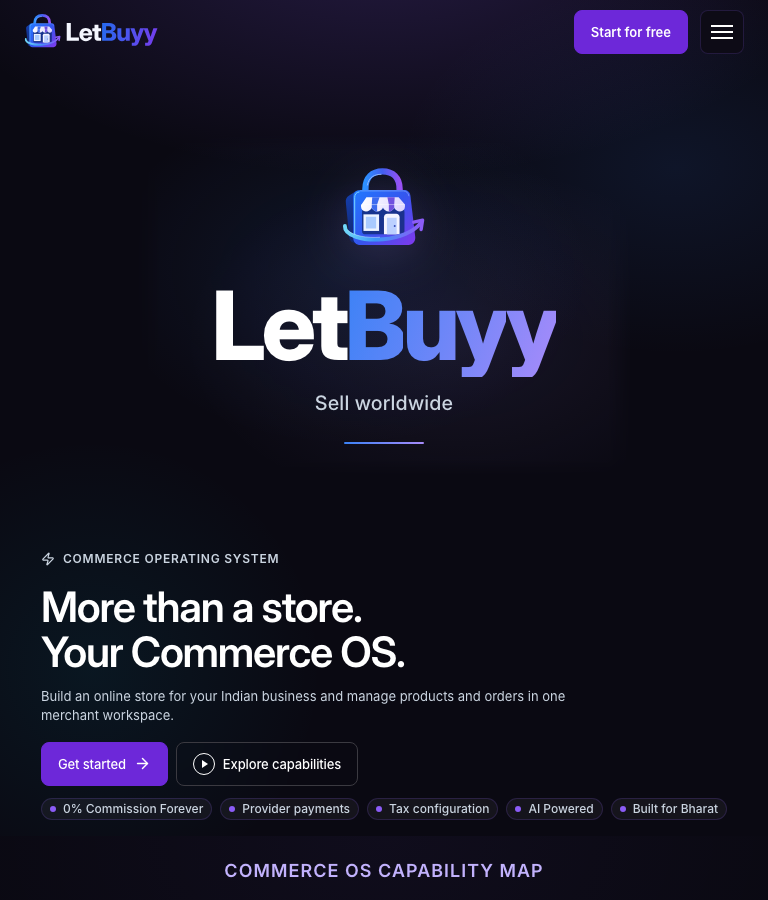 LetBuyy
Start for free
LetBuyy
Sell worldwide
COMMERCE OPERATING SYSTEM
More than a store.
Your Commerce OS.
Build an online store for your Indian business and manage products and orders in one
merchant workspace.
Get started
Explore capabilities
0% Commission Forever
Provider payments
Tax configuration
AI Powered
Built for Bharat
COMMERCE OS CAPABILITY MAP